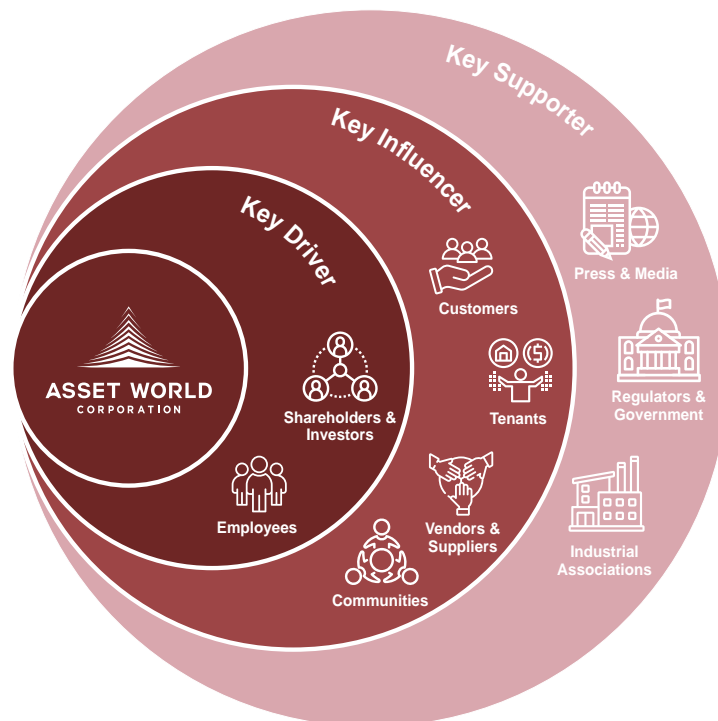 Key Supporter
Key Influencer
Key Driver
ASSET WORLD
CORPORATION
Shareholders &
Investors
Employees
Customers
Tenants
Vendors &
Suppliers
Communities
Press & Media
Regulators &
Government
Industrial
Associations